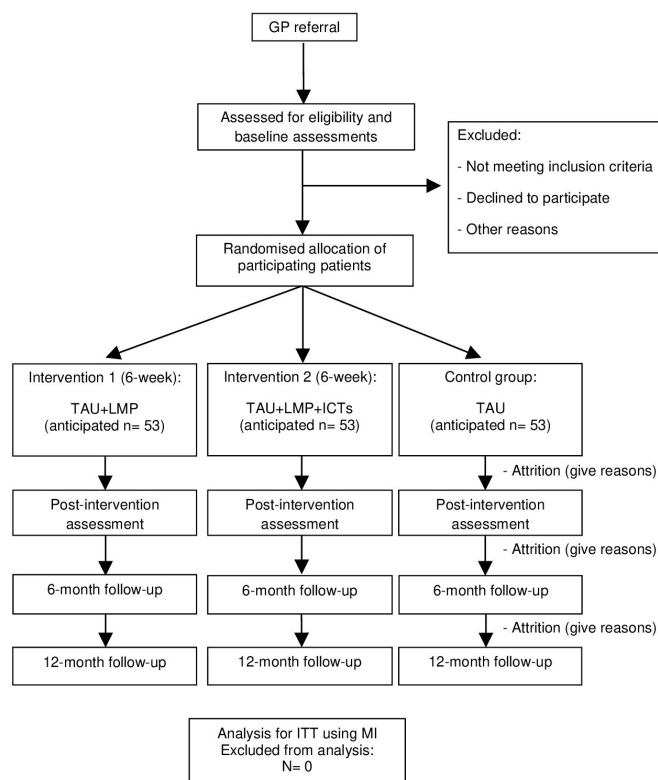 GP referral
Assessed for eligibility and
baseline assessments
Excluded:
- Not meeting inclusion criteria
- Declined to participate
- Other reasons
Randomised allocation of
participating patients
Intervention 1 (6-week):
TAU+LMP
(anticipated n= 53)
Intervention 2 (6-week):
TAU+LMP+ICTs
(anticipated n= 53)
Control group:
TAU
(anticipated n= 53)
- Attrition (give reasons)
Post-intervention
assessment
Post-intervention
assessment
Post-intervention
assessment
- Attrition (give reasons)
6-month follow-up
6-month follow-up
6-month follow-up
- Attrition (give reasons)
12-month follow-up
12-month follow-up
12-month follow-up
Analysis for ITT using MI
Excluded from analysis:
N= 0